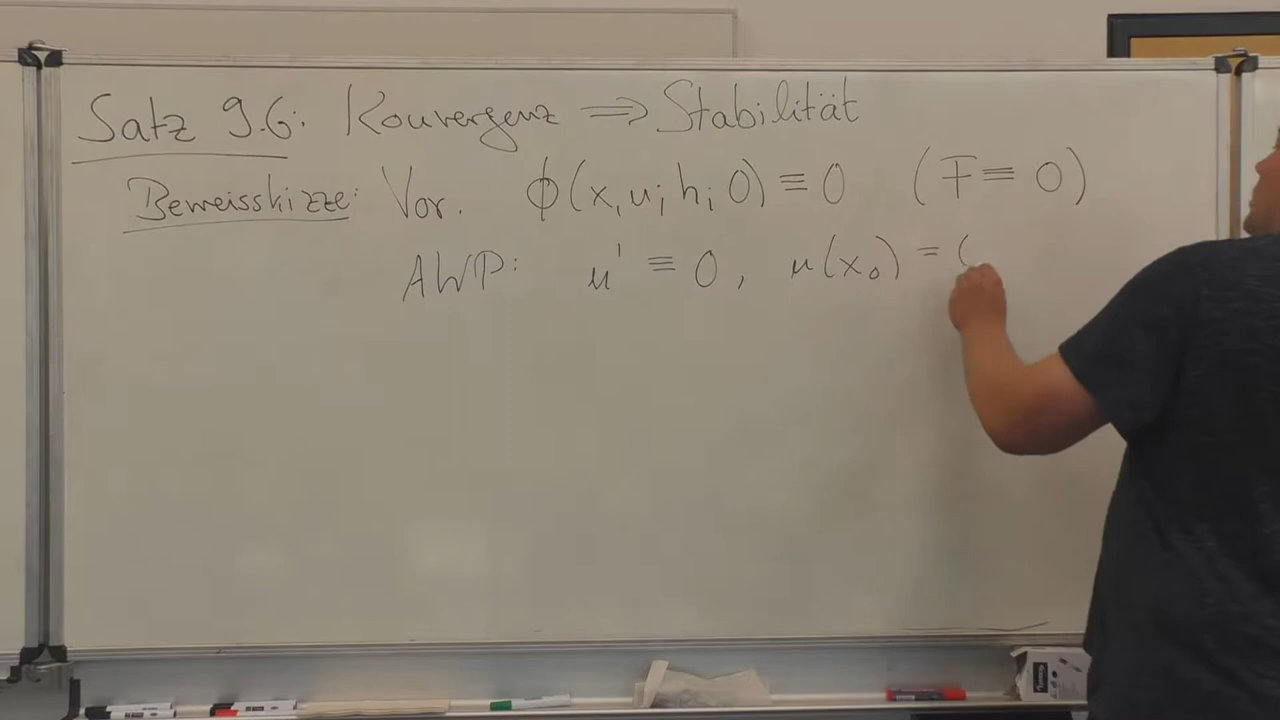 Satz 9.6: Konvergenz ⟹ Stabilität
Beweisskizze: Vor. ϕ(x,u;h;0) ≡ 0 (F ≡ 0)
AWP: u' ≡ 0, u(x₀) = (